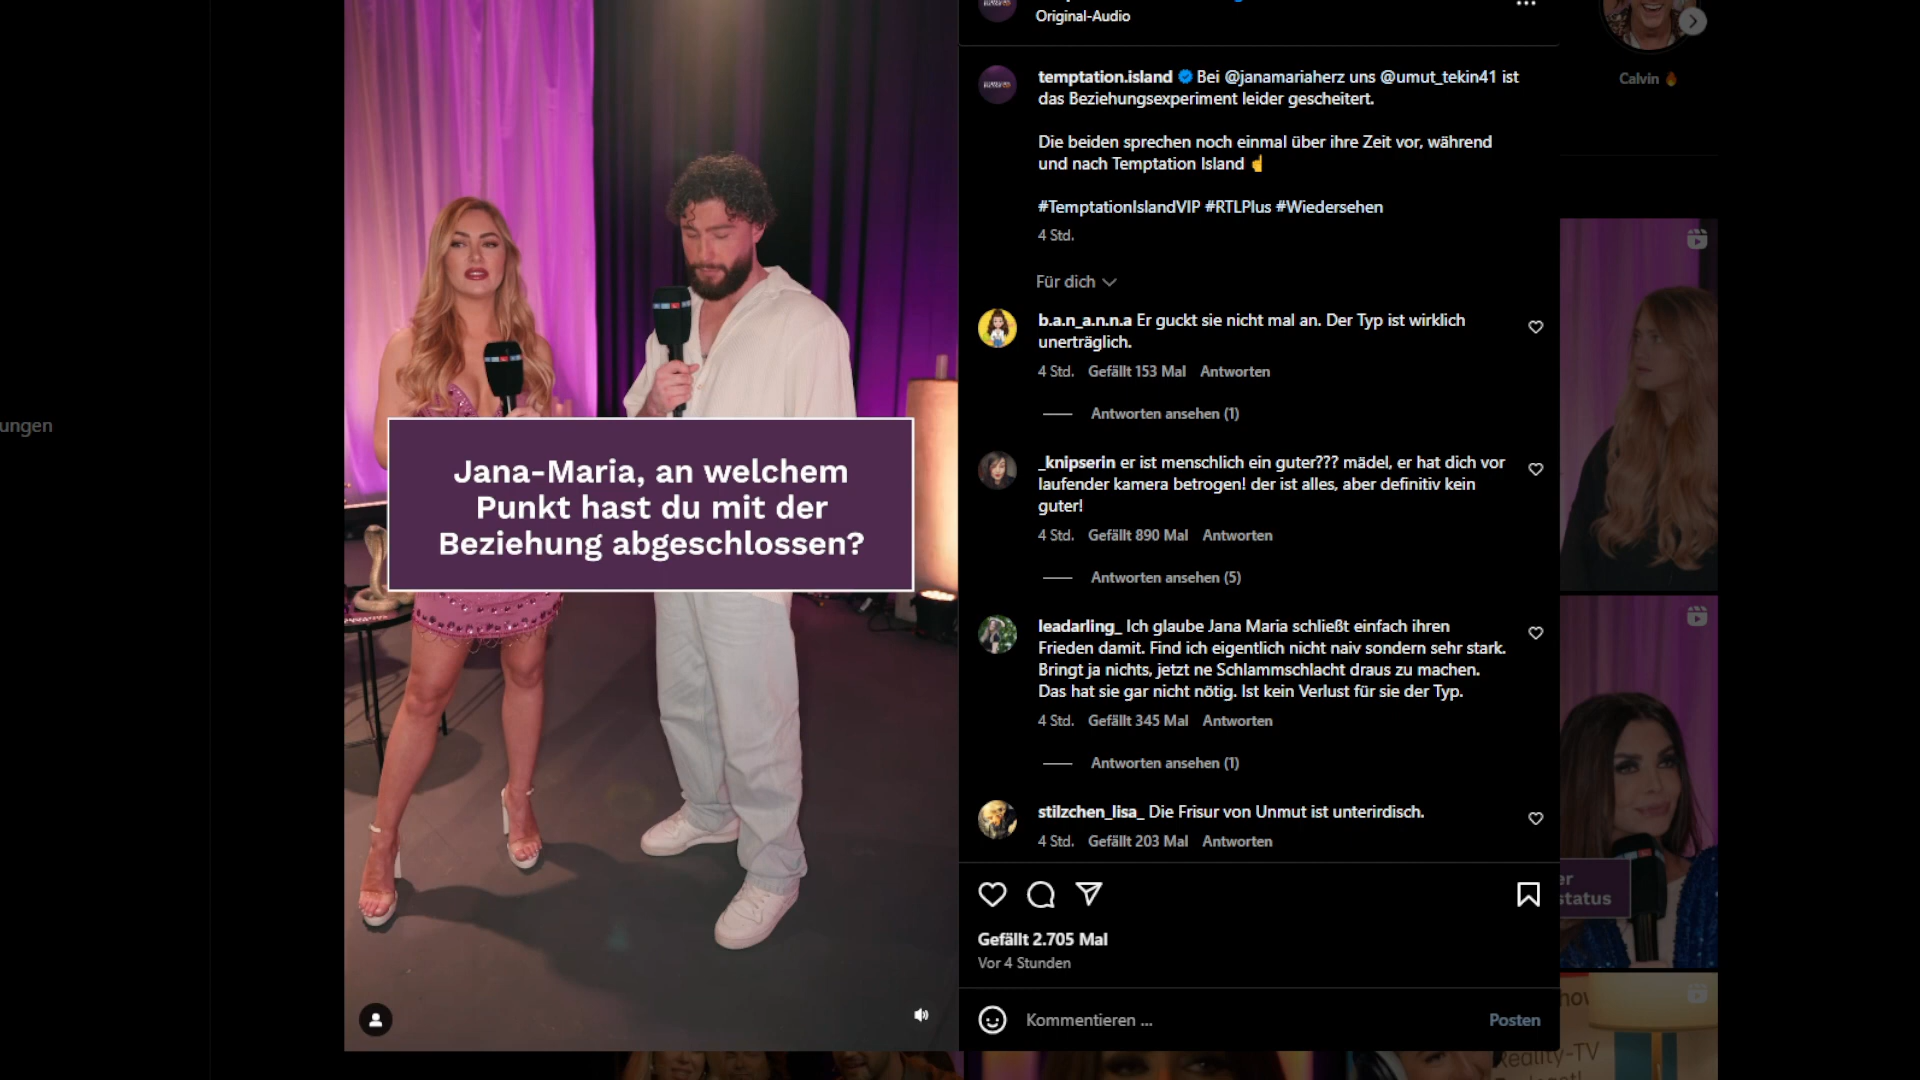 Original-Audio
temptation.island Bei @janamariaherz uns @umut_tekin41 ist
das Beziehungsexperiment leider gescheitert.
Die beiden sprechen noch einmal über ihre Zeit vor, während
und nach Temptation Island ☝
#TemptationIslandVIP #RTLPlus #Wiedersehen
4 Std.
Für dich
b.a.n_a.n.n.a Er guckt sie nicht mal an. Der Typ ist wirklich
unerträglich.
4 Std. Gefällt 153 Mal Antworten
Antworten ansehen (1)
_knipserin er ist menschlich ein guter??? mädel, er hat dich vor
laufender kamera betrogen! der ist alles, aber definitiv kein
guter!
4 Std. Gefällt 890 Mal Antworten
Antworten ansehen (5)
leadarling_ Ich glaube Jana Maria schließt einfach ihren
Frieden damit. Find ich eigentlich nicht naiv sondern sehr stark.
Bringt ja nichts, jetzt ne Schlammschlacht draus zu machen.
Das hat sie gar nicht nötig. Ist kein Verlust für sie der Typ.
4 Std. Gefällt 345 Mal Antworten
Antworten ansehen (1)
stilzchen_lisa_ Die Frisur von Unmut ist unterirdisch.
4 Std. Gefällt 203 Mal Antworten
Gefällt 2.705 Mal
Vor 4 Stunden
Kommentieren ...
Posten
Jana-Maria, an welchem
Punkt hast du mit der
Beziehung abgeschlossen?
ungen
Calvin 🔥
er
status
Reality-TV